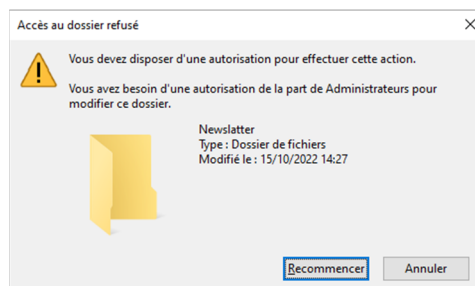 Accès au dossier refusé
Vous devez disposer d'une autorisation pour effectuer cette action.
Vous avez besoin d'une autorisation de la part de Administrateurs pour
modifier ce dossier.
Newslatter
Type : Dossier de fichiers
Modifié le : 15/10/2022 14:27
Recommencer
Annuler